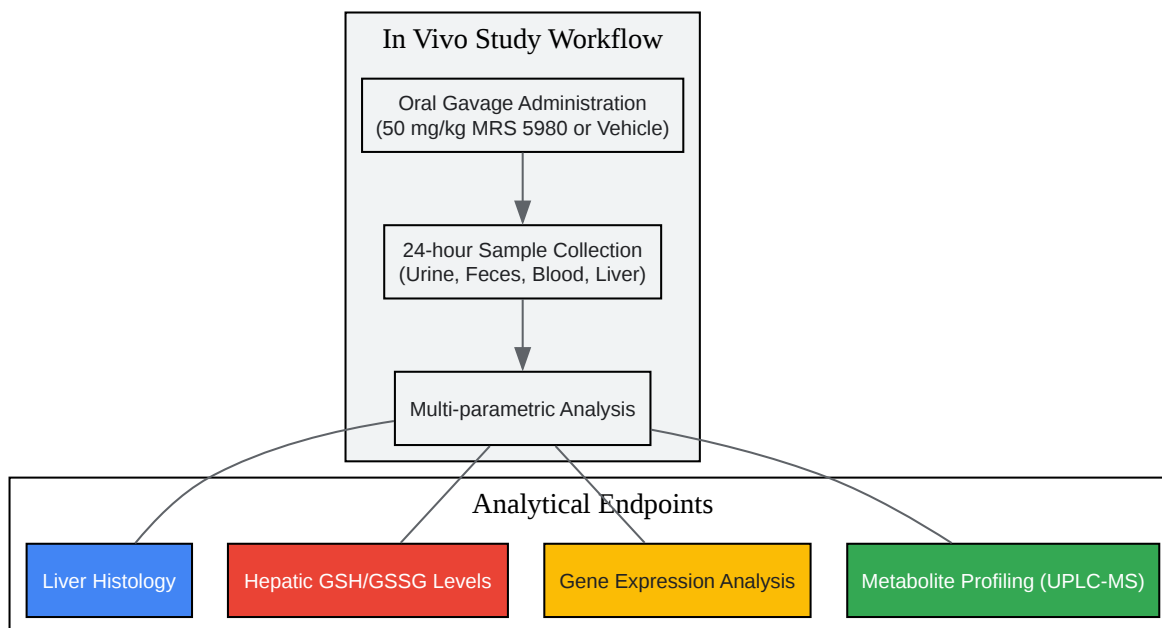 In Vivo Study Workflow
Oral Gavage Administration
(50 mg/kg MRS 5980 or Vehicle)
24-hour Sample Collection
(Urine, Feces, Blood, Liver)
Multi-parametric Analysis
Analytical Endpoints
Liver Histology
Hepatic GSH/GSSG Levels
Gene Expression Analysis
Metabolite Profiling (UPLC-MS)